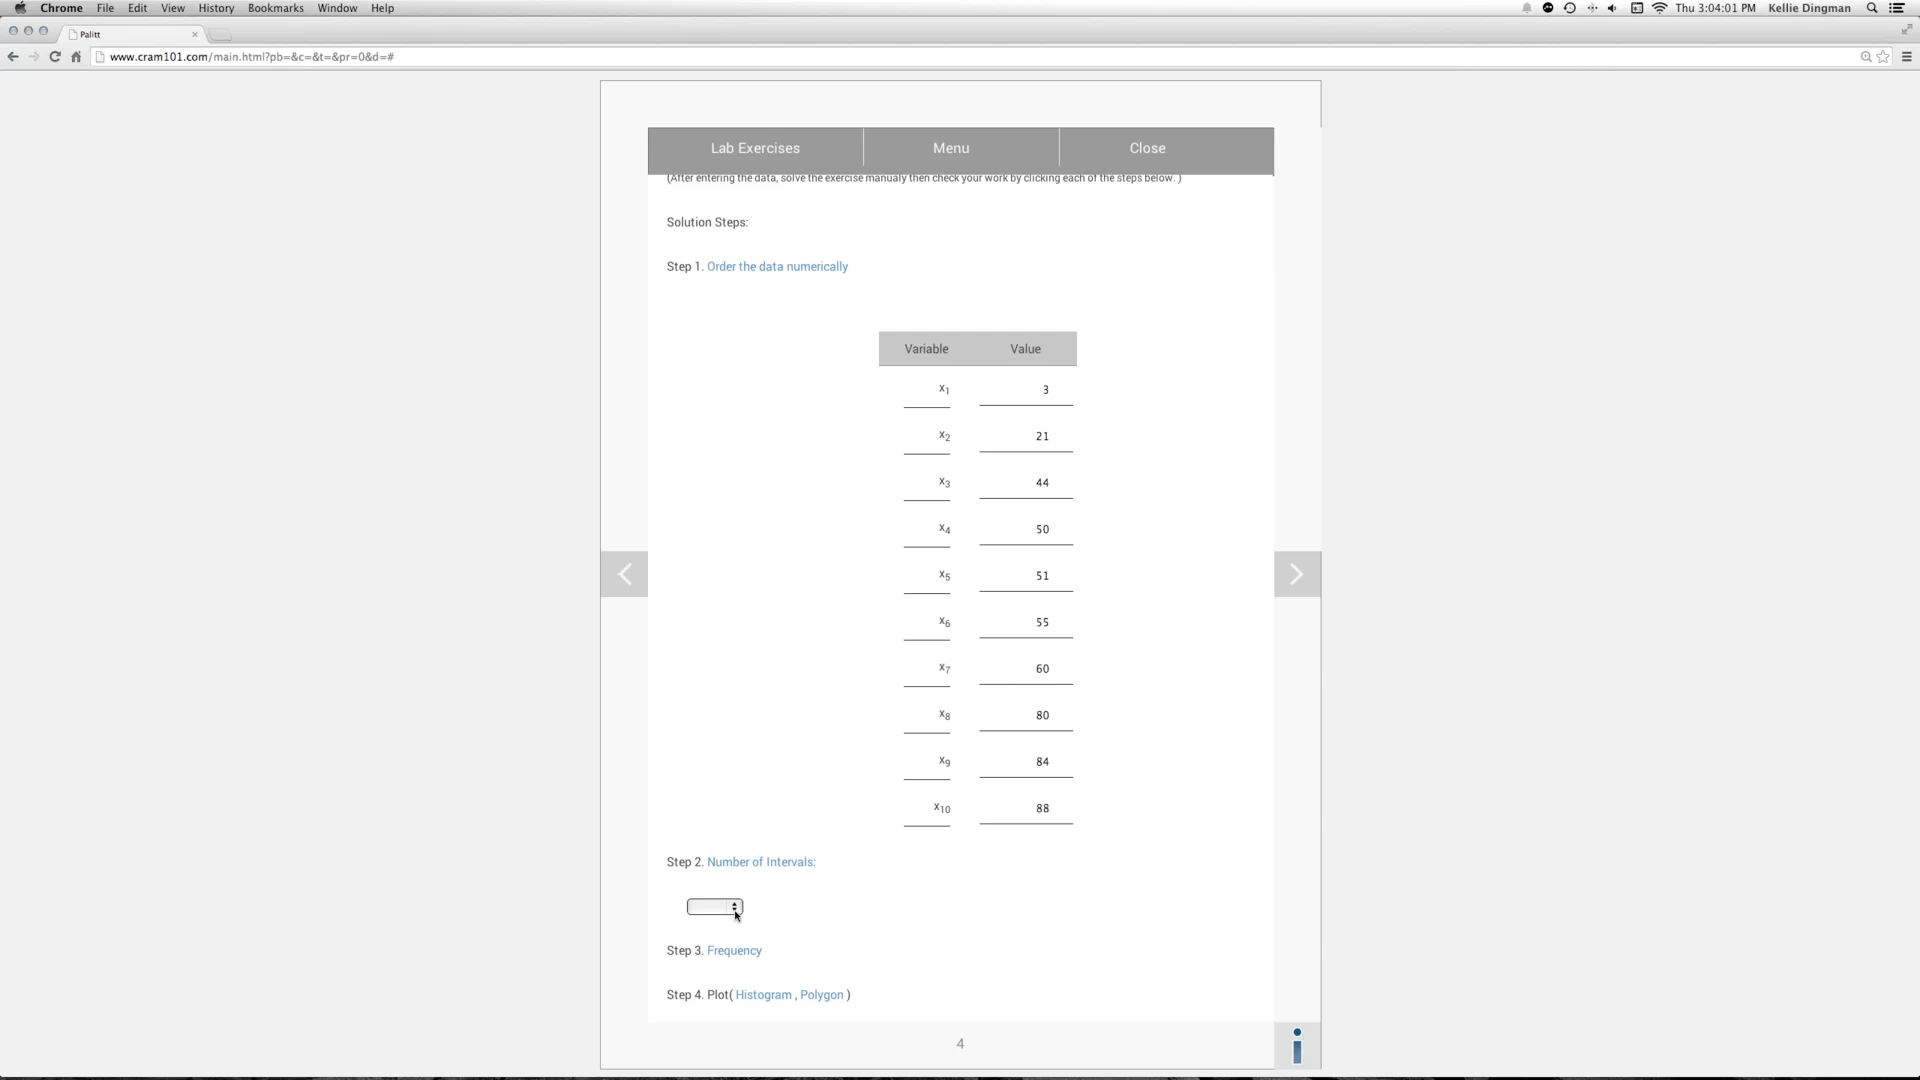 Chrome File Edit View History Bookmarks Window Help Thu 3:04:01 PM Kellie Dingman
Palitt
www.cram101.com/main.html?pb=&c=&t=&pr=0&d=#
Lab Exercises Menu Close
(After entering the data, solve the exercise manualy then check your work by clicking each of the steps below. )
Solution Steps:
Step 1. Order the data numerically
Variable Value
x1 3
x2 21
x3 44
x4 50
x5 51
x6 55
x7 60
x8 80
x9 84
x10 88
Step 2. Number of Intervals:
Step 3. Frequency
Step 4. Plot( Histogram , Polygon )
4
i